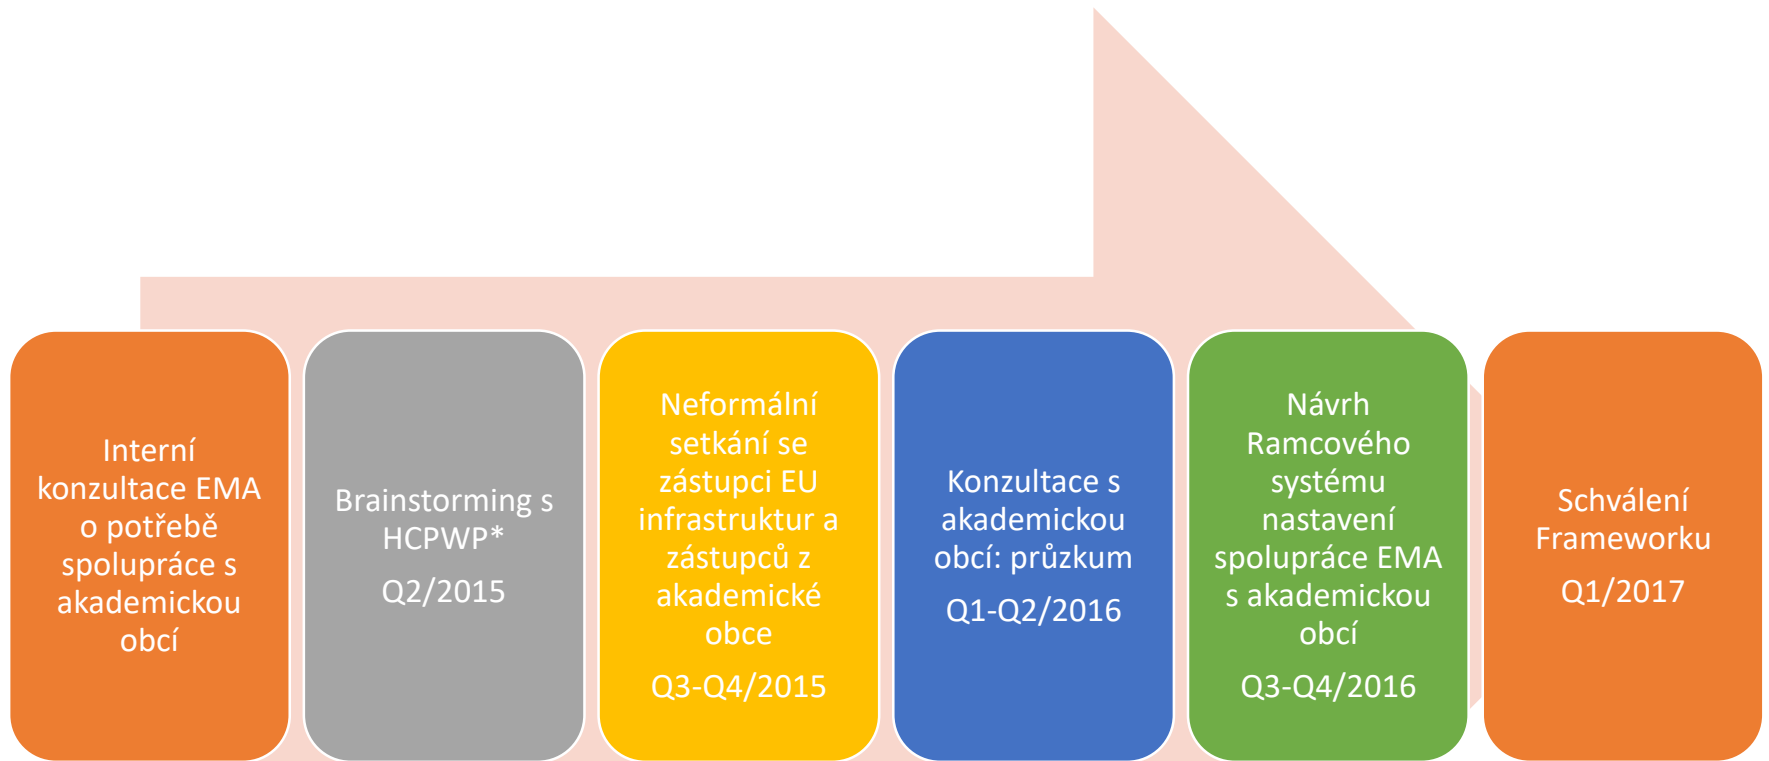 Interní
konzultace EMA
o potřebě
spolupráce s
akademickou
obcí
Brainstorming s
HCPWP*
Q2/2015
Neformální
setkání se
zástupci EU
infrastruktur a
zástupců z
akademické
obce
Q3-Q4/2015
Konzultace s
akademickou
obcí: průzkum
Q1-Q2/2016
Návrh
Ramcového
systému
nastavení
spolupráce EMA
s akademickou
obcí
Q3-Q4/2016
Schválení
Frameworku
Q1/2017